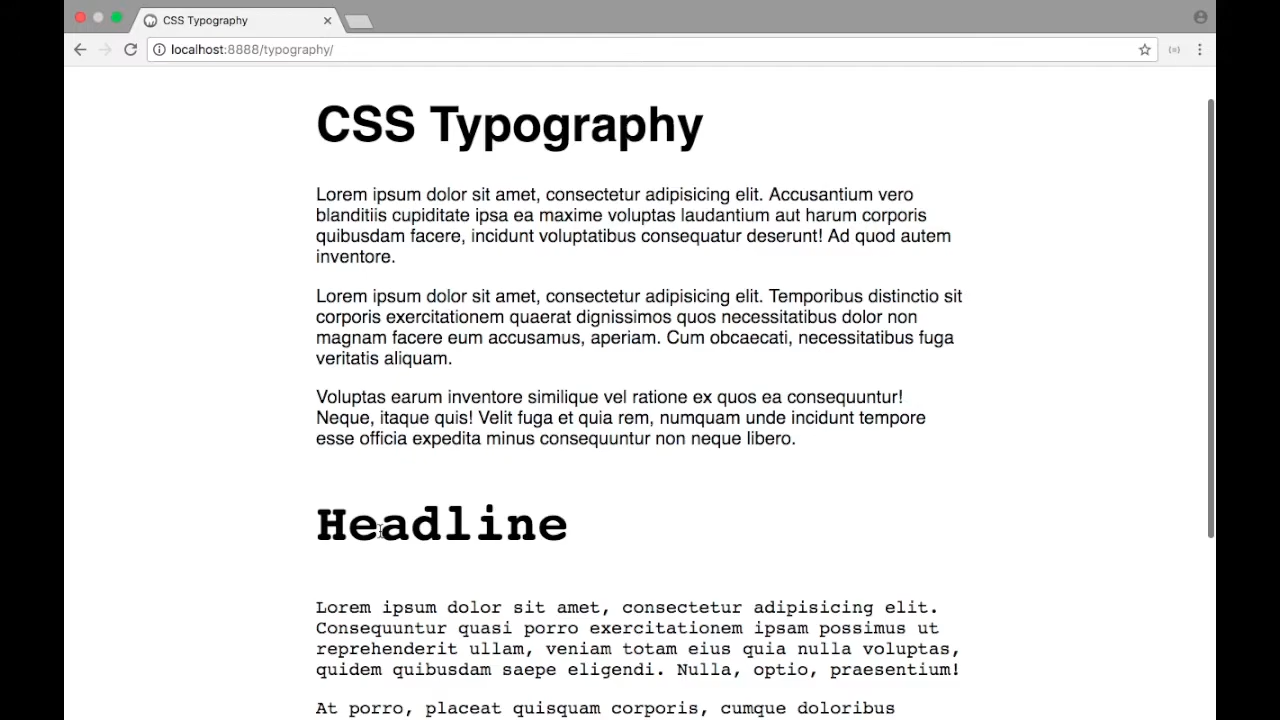 CSS Typography
localhost:8888/typography/
CSS Typography
Lorem ipsum dolor sit amet, consectetur adipisicing elit. Accusantium vero
blanditiis cupiditate ipsa ea maxime voluptas laudantium aut harum corporis
quibusdam facere, incidunt voluptatibus consequatur deserunt! Ad quod autem
inventore.
Lorem ipsum dolor sit amet, consectetur adipisicing elit. Temporibus distinctio sit
corporis exercitationem quaerat dignissimos quos necessitatibus dolor non
magnam facere eum accusamus, aperiam. Cum obcaecati, necessitatibus fuga
veritatis aliquam.
Voluptas earum inventore similique vel ratione ex quos ea consequuntur!
Neque, itaque quis! Velit fuga et quia rem, numquam unde incidunt tempore
esse officia expedita minus consequuntur non neque libero.
Headline
Lorem ipsum dolor sit amet, consectetur adipisicing elit.
Consequuntur quasi porro exercitationem ipsam possimus ut
reprehenderit ullam, veniam totam eius quia nulla voluptas,
quidem quibusdam saepe eligendi. Nulla, optio, praesentium!
At porro, placeat quisquam corporis, cumque doloribus